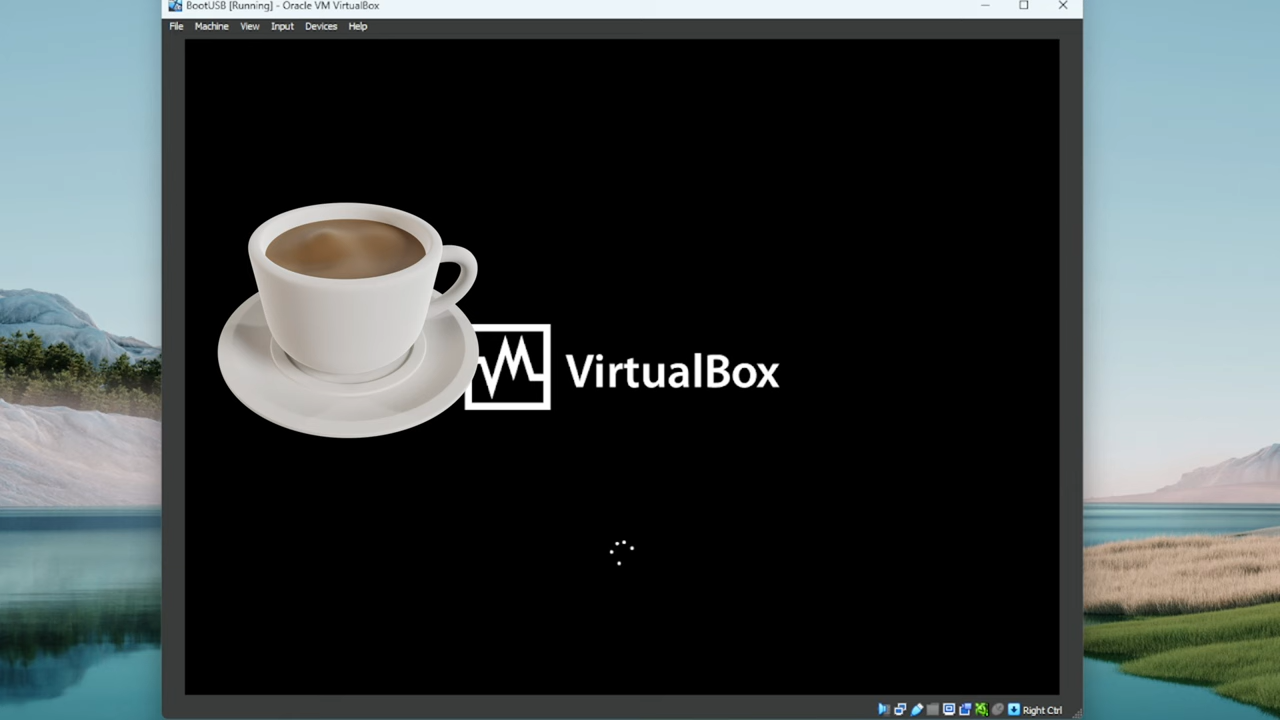 BootUSB [Running] - Oracle VM VirtualBox
File Machine View Input Devices Help
VirtualBox
Right Ctrl